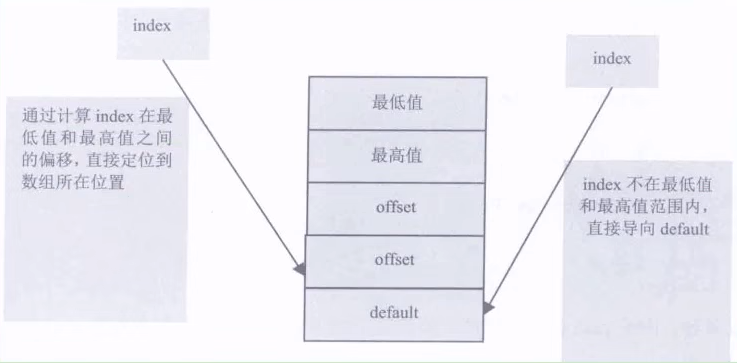 index
通过计算 index 在最
低值和最高值之间
的偏移，直接定位到
数组所在位置
最低值
最高值
offset
offset
default
index
index 不在最低值
和最高值范围内，
直接导向 default